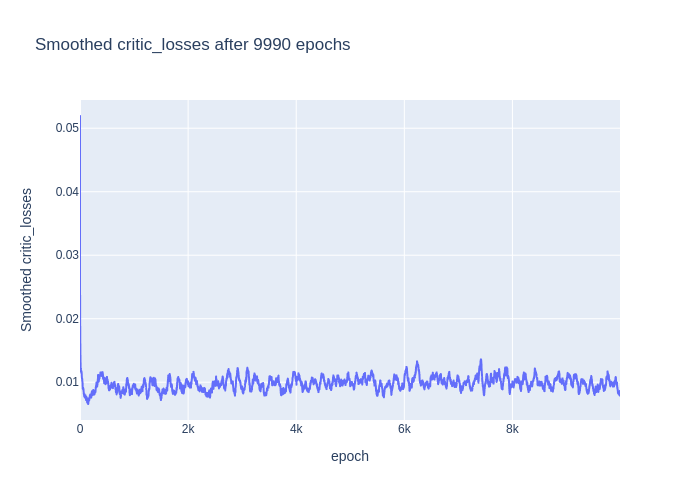 Smoothed critic_losses after 9990 epochs
0.05
0.04
0.03
0.02
0.01
Smoothed critic_losses
0 2k 4k 6k 8k
epoch